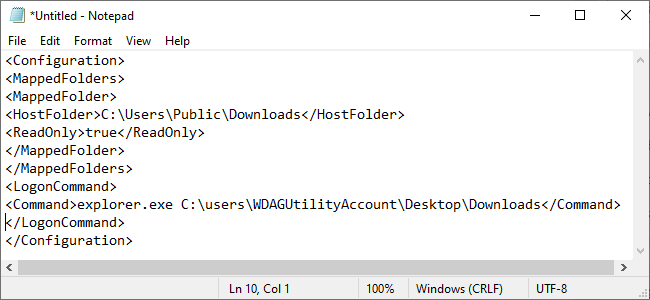 *Untitled - Notepad
File Edit Format View Help
<Configuration>
<MappedFolders>
<MappedFolder>
<HostFolder>C:\Users\Public\Downloads</HostFolder>
<ReadOnly>true</ReadOnly>
</MappedFolder>
</MappedFolders>
<LogonCommand>
<Command>explorer.exe C:\users\WDAGUtilityAccount\Desktop\Downloads</Command>
</LogonCommand>
</Configuration>
Ln 10, Col 1 100% Windows (CRLF) UTF-8